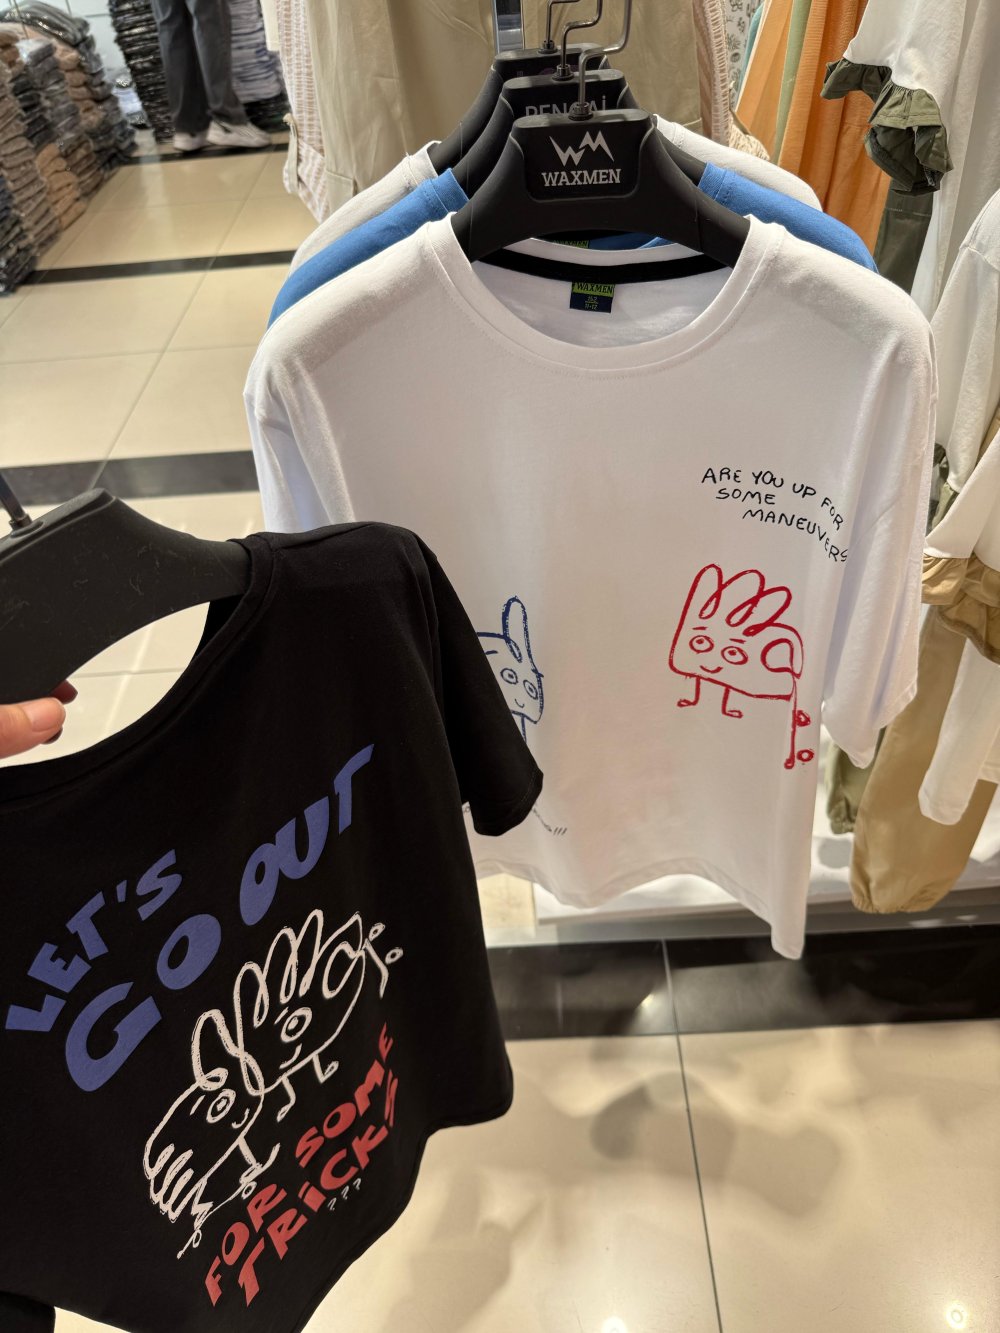 WAXMEN
WAXMEN
ARE YOU UP FOR
SOME
MANEUVERS
LET'S
GO OUT
FOR SOME
TRiCKS
???